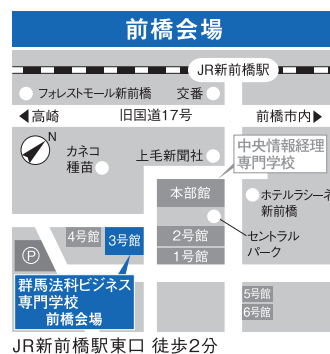 前橋会場
JR新前橋駅
フォレストモール新前橋
交番
◀高崎
旧国道17号
前橋市内▶
N
カネコ
種苗
上毛新聞社
中央情報経理
専門学校
本部館
ホテルラシーネ
新前橋
4号館
3号館
2号館
1号館
セントラル
パーク
P
群馬法科ビジネス
専門学校
前橋会場
5号館
6号館
JR新前橋駅東口 徒歩2分